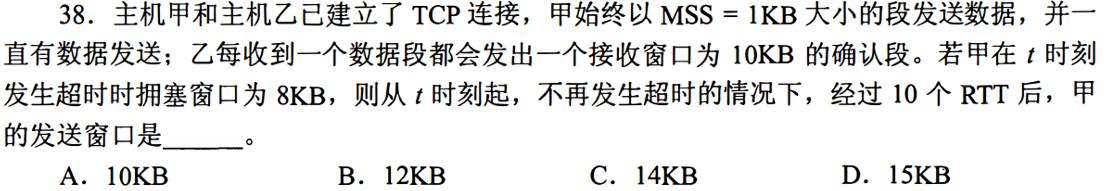 38．主机甲和主机乙已建立了 TCP 连接，甲始终以 MSS = 1KB 大小的段发送数据，并一
直有数据发送；乙每收到一个数据段都会发出一个接收窗口为 10KB 的确认段。若甲在 t 时刻
发生超时时拥塞窗口为 8KB，则从 t 时刻起，不再发生超时的情况下，经过 10 个 RTT 后，甲
的发送窗口是______。
A．10KB B．12KB C．14KB D．15KB